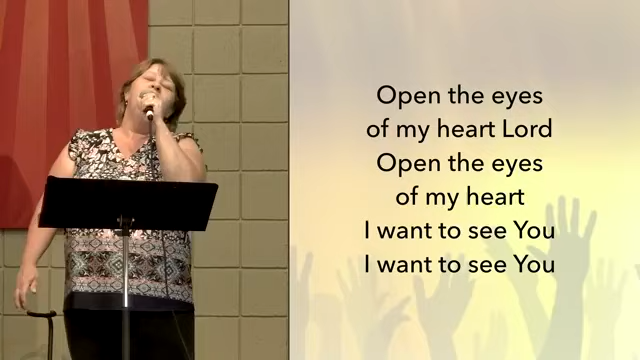 Open the eyes
of my heart Lord
Open the eyes
of my heart
I want to see You
I want to see You